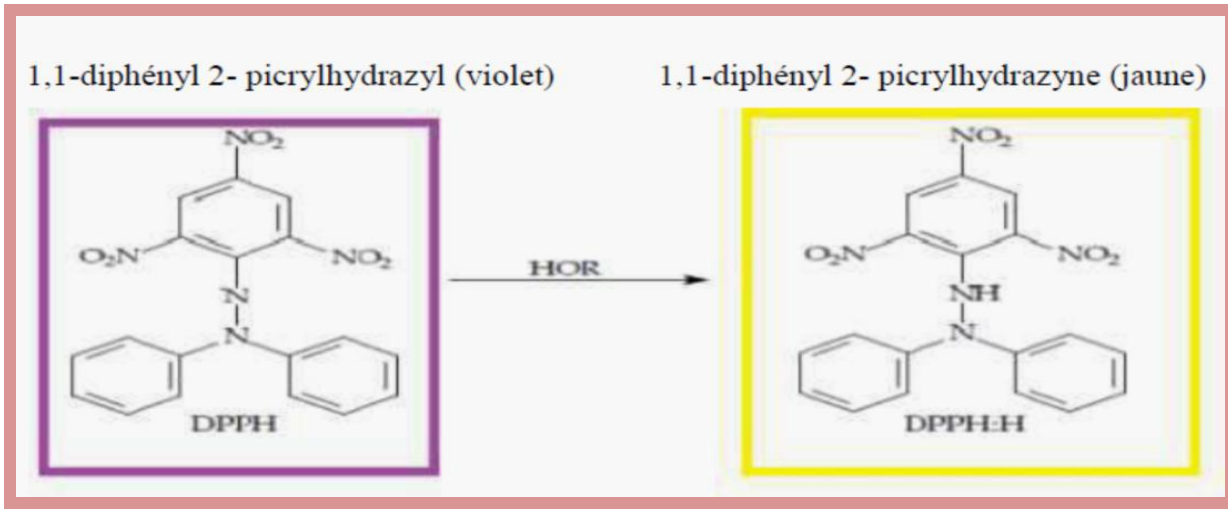 1,1-diphényl 2- picrylhydrazyl (violet)
1,1-diphényl 2- picrylhydrazyne (jaune)
NO₂
O₂N
NO₂
N
N
DPPH
HOR
NO₂
O₂N
NO₂
NH
N
DPPH:H